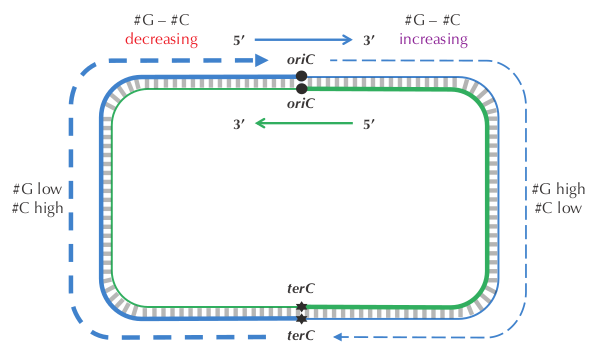 #G – #C
decreasing
#G – #C
increasing
5′
3′
oriC
oriC
3′
5′
#G low
#C high
#G high
#C low
terC
terC